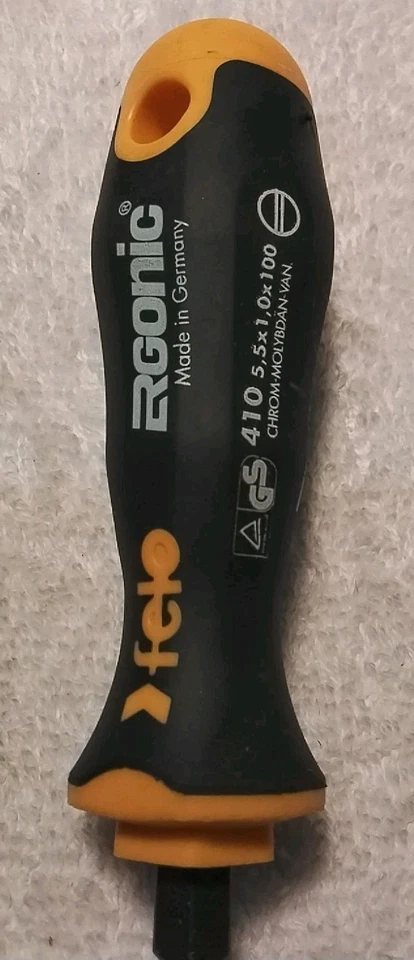 ERGONIC®
Made in Germany
GS 410 5,5x1,0x100
CHROM-MOLYBDÄN-VAN.
felo